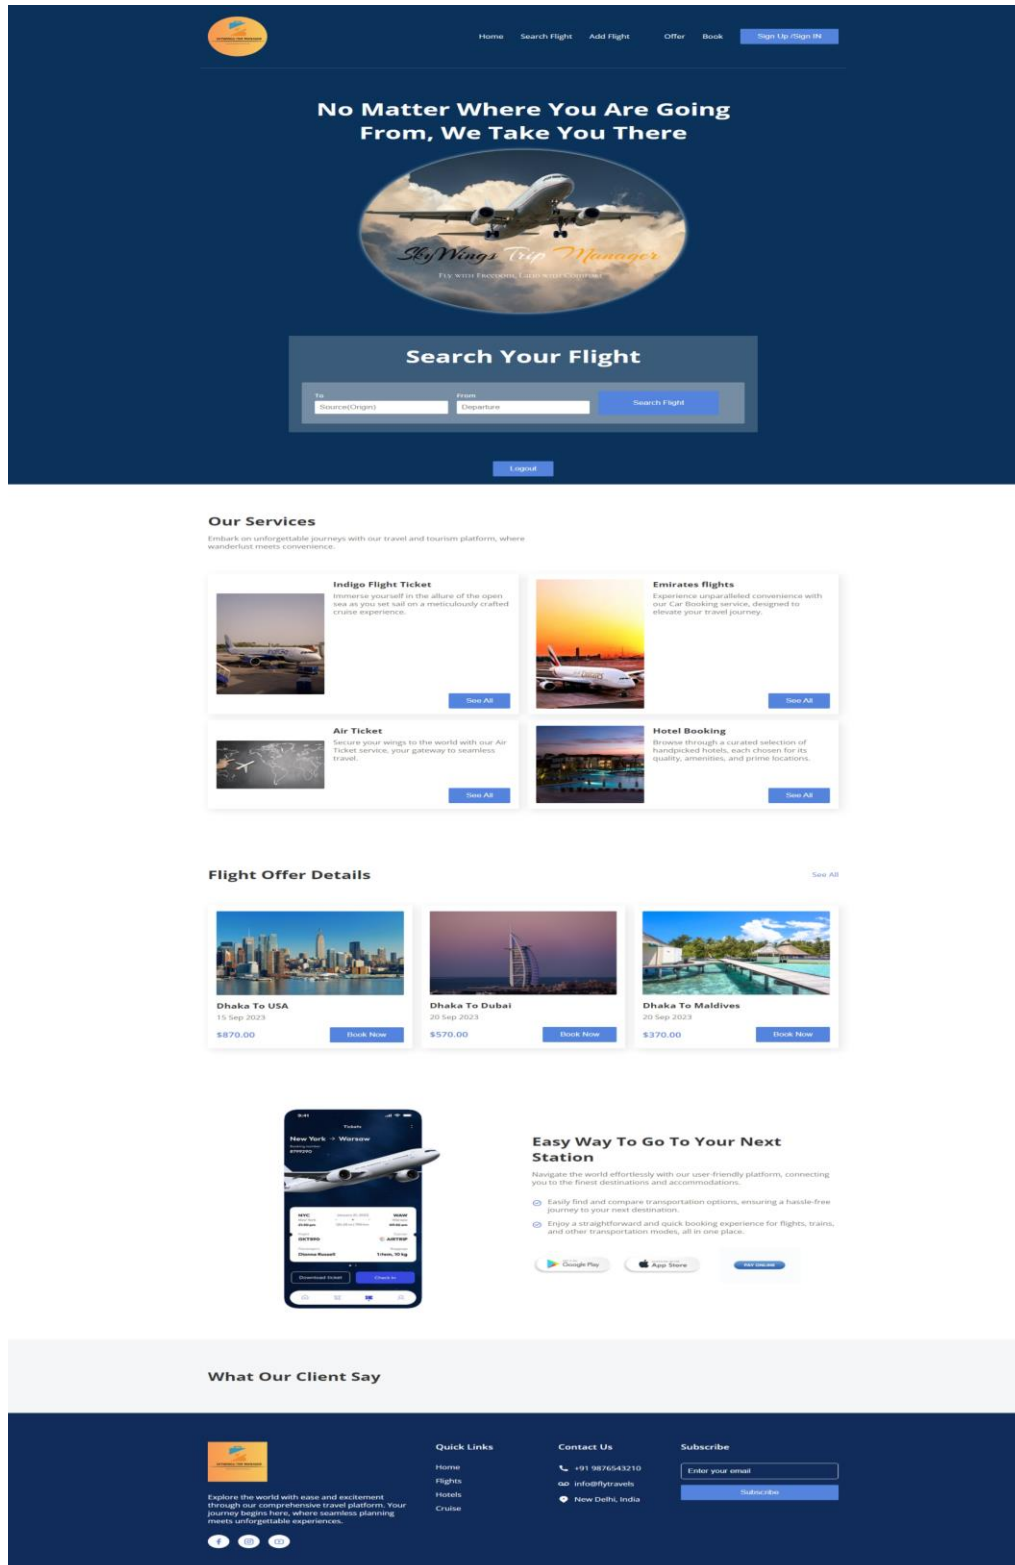 Home Search Flight Add Flight Offer Book Sign Up /Sign IN
No Matter Where You Are Going
From, We Take You There
SkyWings Trip Manager
Search Your Flight
To From
Source(Origin) Departure Search Flight
Logout
Our Services
Embark on unforgettable journeys with our travel and tourism platform, where
wanderlust meets convenience.
Indigo Flight Ticket
Immerse yourself in the allure of the open
sea as you set sail on a meticulously crafted
cruise experience.
See All
Emirates flights
Experience unparalleled convenience with
our Car Booking service, designed to
elevate your travel journey.
See All
Air Ticket
Secure your wings to the world with our Air
Ticket service, your gateway to seamless
travel.
See All
Hotel Booking
Browse through a curated selection of
handpicked hotels, each chosen for its
quality, amenities, and prime locations.
See All
Flight Offer Details See All
Dhaka To USA
15 Sep 2023
$870.00 Book Now
Dhaka To Dubai
20 Sep 2023
$570.00 Book Now
Dhaka To Maldives
20 Sep 2023
$370.00 Book Now
9:41
Tickets
New York → Warsaw
NYC WAW
Dianna Russell 1 item, 10 kg
Download ticket Check in
Easy Way To Go To Your Next
Station
Navigate the world effortlessly with our user-friendly platform, connecting
you to the finest destinations and accommodations.
Easily find and compare transportation options, ensuring a hassle-free
journey to your next destination.
Enjoy a straightforward and quick booking experience for flights, trains,
and other transportation modes, all in one place.
Google Play
App Store
PAY ONLINE
What Our Client Say
Explore the world with ease and excitement
through our comprehensive travel platform. Your
journey begins here, where seamless planning
meets unforgettable experiences.
Quick Links
Home
Flights
Hotels
Cruise
Contact Us
+91 9876543210
info@flytravels
New Delhi, India
Subscribe
Enter your email
Subscribe